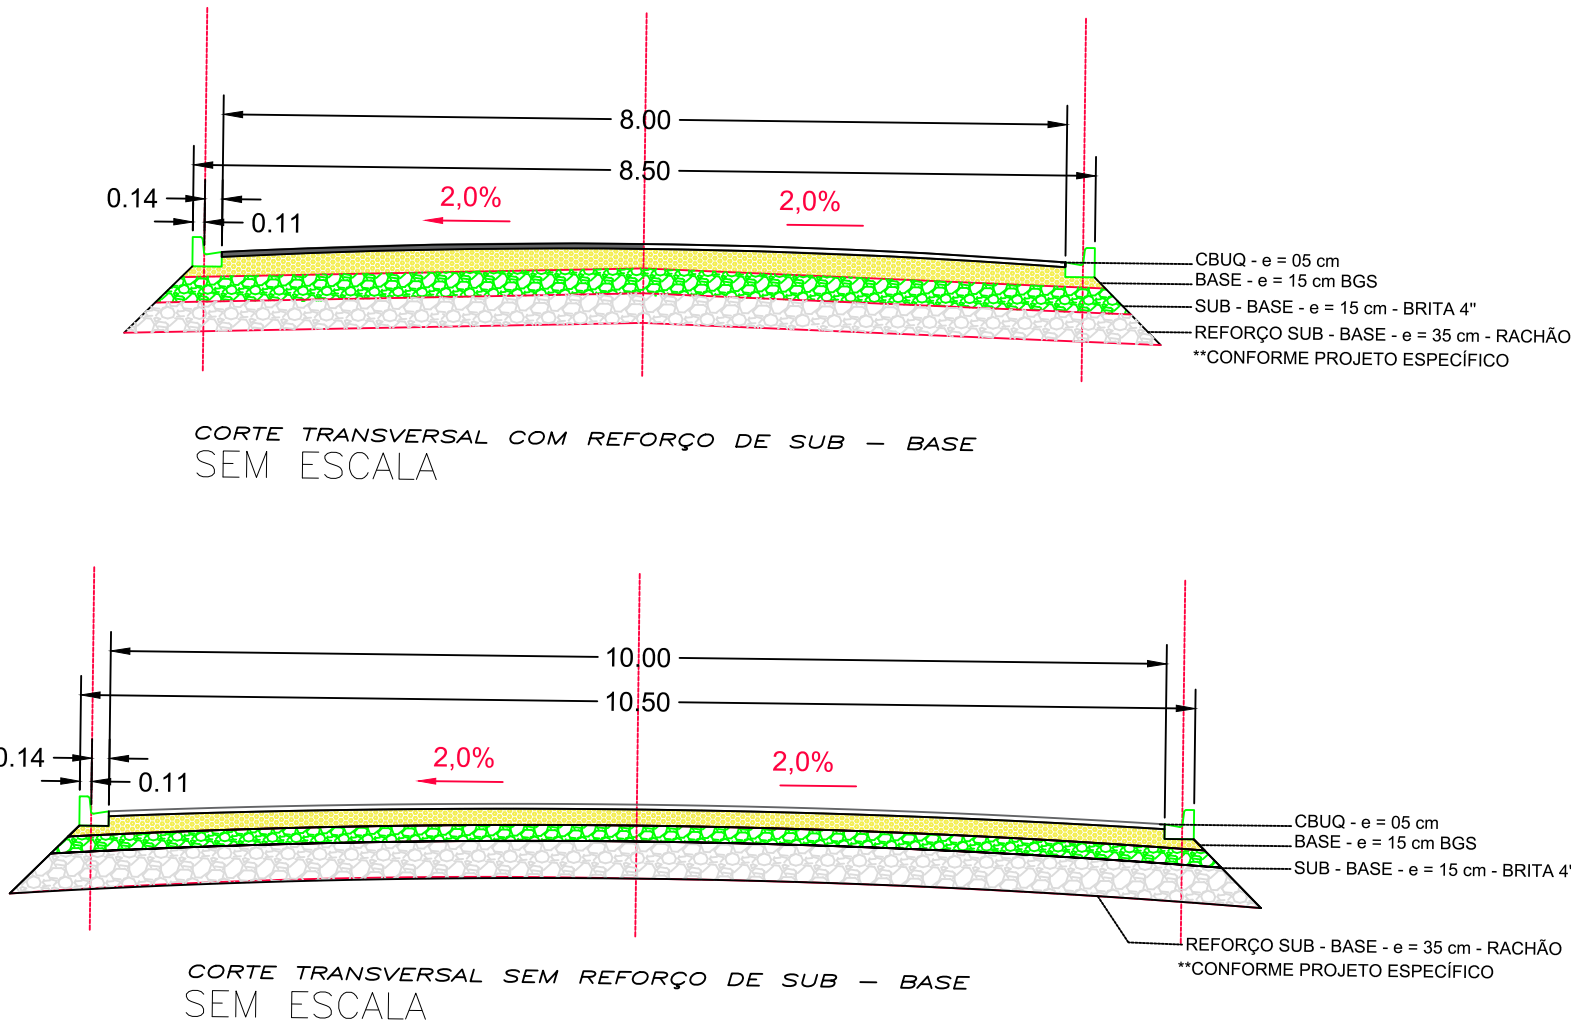 8.00
8.50
0.14
2,0%
2,0%
0.11
CBUQ - e = 05 cm
BASE - e = 15 cm BGS
SUB - BASE - e = 15 cm - BRITA 4"
REFORÇO SUB - BASE - e = 35 cm - RACHÃO
**CONFORME PROJETO ESPECÍFICO
CORTE TRANSVERSAL COM REFORÇO DE SUB – BASE
SEM ESCALA
10.00
10.50
0.14
2,0%
2,0%
0.11
CBUQ - e = 05 cm
BASE - e = 15 cm BGS
SUB - BASE - e = 15 cm - BRITA 4"
REFORÇO SUB - BASE - e = 35 cm - RACHÃO
**CONFORME PROJETO ESPECÍFICO
CORTE TRANSVERSAL SEM REFORÇO DE SUB – BASE
SEM ESCALA